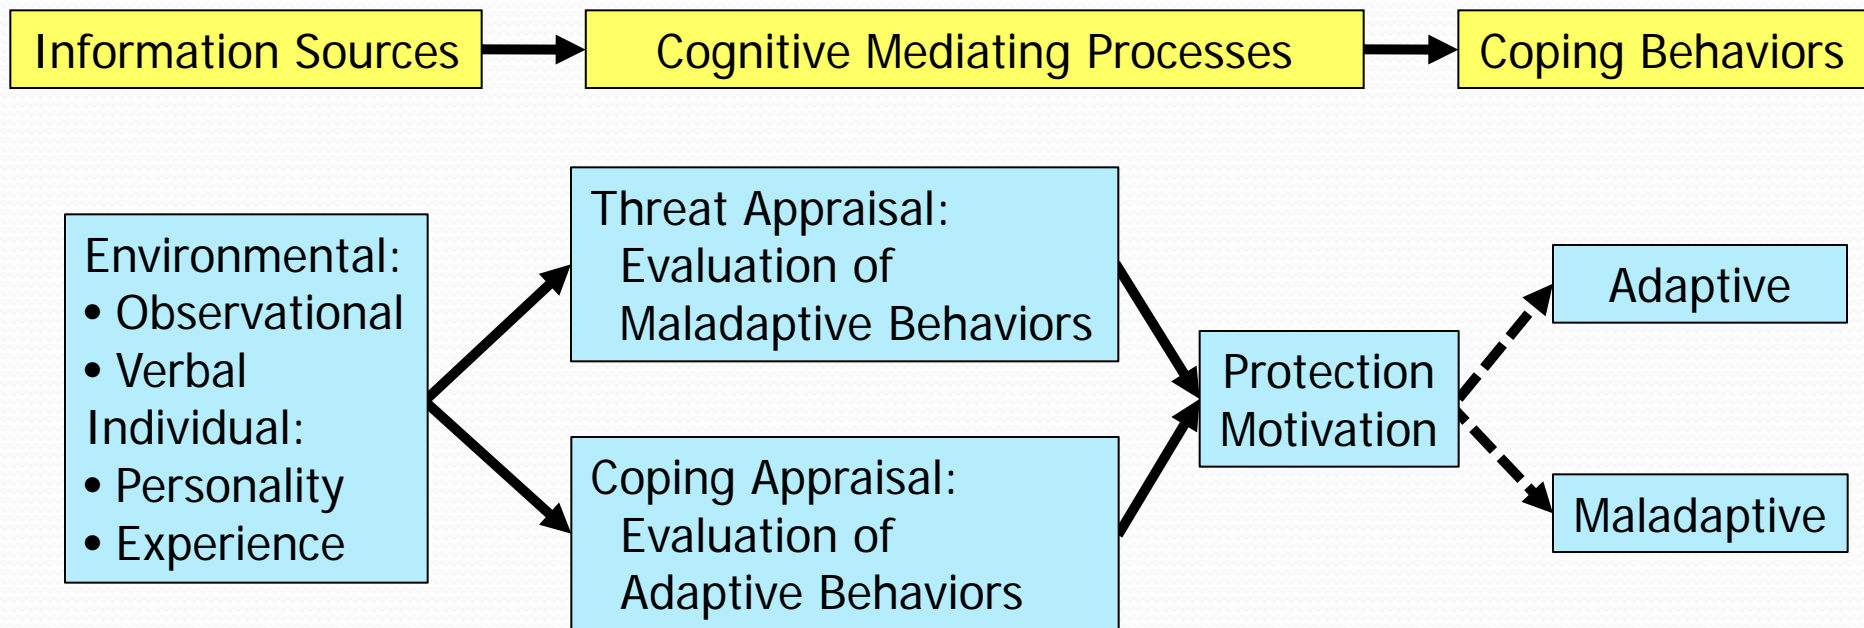 Information Sources
Cognitive Mediating Processes
Coping Behaviors
Environmental:
• Observational
• Verbal
Individual:
• Personality
• Experience
Threat Appraisal:
Evaluation of
Maladaptive Behaviors
Coping Appraisal:
Evaluation of
Adaptive Behaviors
Protection
Motivation
Adaptive
Maladaptive